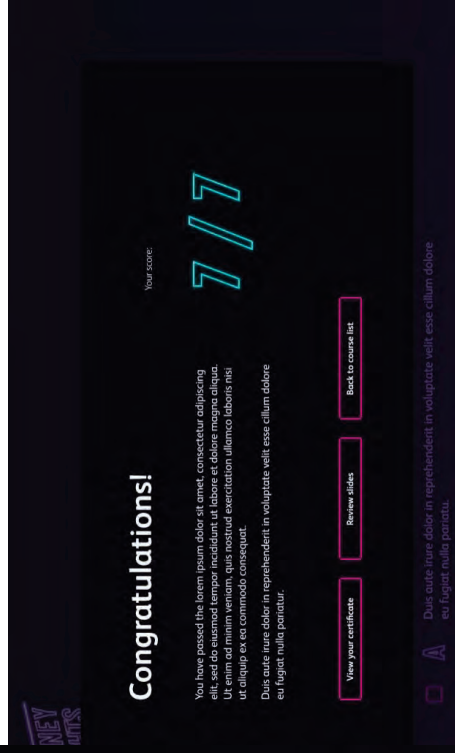 NEY
UTS
Congratulations!
You have passed the lorem ipsum dolor sit amet, consectetur adipiscing
elit, sed do eiusmod tempor incididunt ut labore et dolore magna aliqua.
Ut enim ad minim veniam, quis nostrud exercitation ullamco laboris nisi
ut aliquip ex ea commodo consequat.
Duis aute irure dolor in reprehenderit in voluptate velit esse cillum dolore
eu fugiat nulla pariatur.
Your score:
7 / 7
View your certificate
Review slides
Back to course list
A
Duis aute irure dolor in reprehenderit in voluptate velit esse cillum dolore
eu fugiat nulla pariatu.